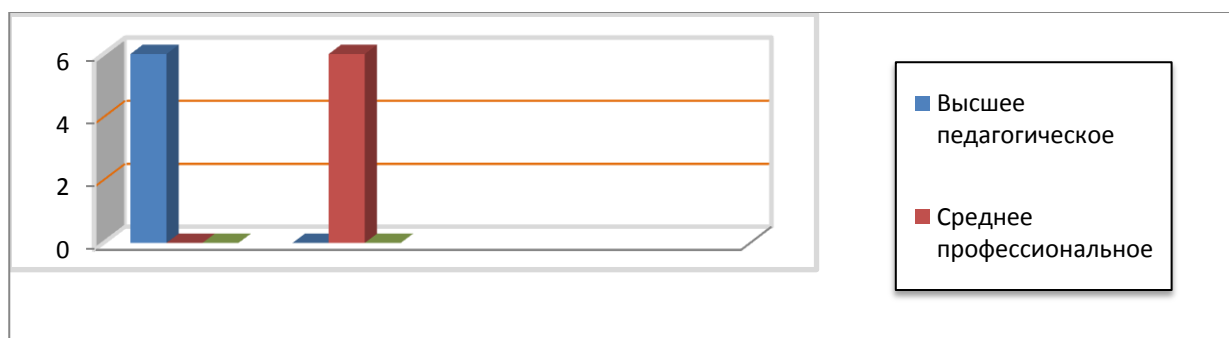 6
4
2
0
Высшее
педагогическое
Среднее
профессиональное